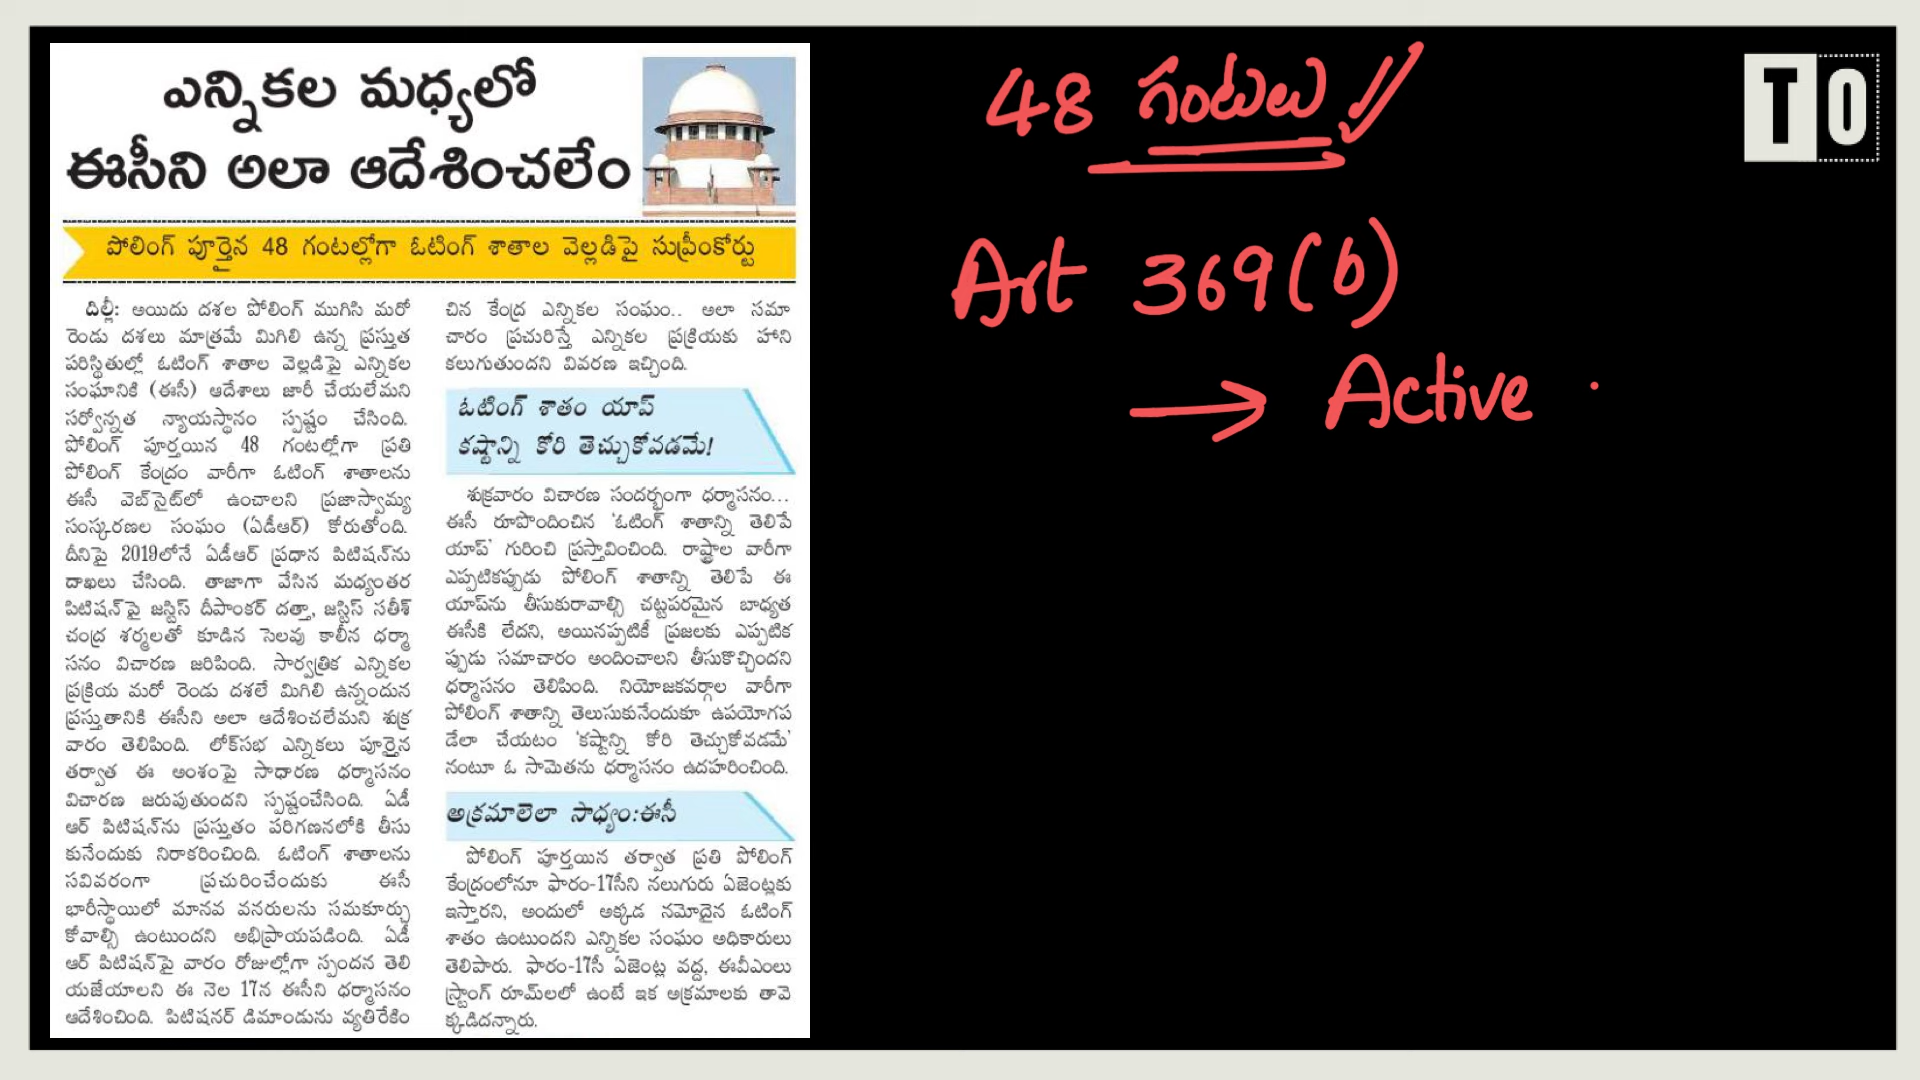 ఎన్నికల మధ్యలో
ఈసీని అలా ఆదేశించలేం
పోలింగ్ పూర్తైన 48 గంటల్లోగా ఓటింగ్ శాతాల వెల్లడిపై సుప్రీంకోర్టు
దిల్లీ: అయిదు దశల పోలింగ్ ముగిసి మరో
రెండు దశలు మాత్రమే మిగిలి ఉన్న ప్రస్తుత
పరిస్థితుల్లో ఓటింగ్ శాతాల వెల్లడిపై ఎన్నికల
సంఘానికి (ఈసీ) ఆదేశాలు జారీ చేయలేమని
సర్వోన్నత న్యాయస్థానం స్పష్టం చేసింది.
పోలింగ్ పూర్తయిన 48 గంటల్లోగా ప్రతి
పోలింగ్ కేంద్రం వారీగా ఓటింగ్ శాతాలను
ఈసీ వెబ్‌సైట్‌లో ఉంచాలని ప్రజాస్వామ్య
సంస్కరణల సంఘం (ఏడీఆర్) కోరుతోంది.
దీనిపై 2019లోనే ఏడీఆర్ ప్రధాన పిటిషన్‌ను
దాఖలు చేసింది. తాజాగా వేసిన మధ్యంతర
పిటిషన్‌పై జస్టిస్ దీపాంకర్ దత్తా, జస్టిస్ సతీశ్
చంద్ర శర్మలతో కూడిన సెలవు కాలీన ధర్మా
సనం విచారణ జరిపింది. సార్వత్రిక ఎన్నికల
ప్రక్రియ మరో రెండు దశలే మిగిలి ఉన్నందున
ప్రస్తుతానికి ఈసీని అలా ఆదేశించలేమని శుక్ర
వారం తెలిపింది. లోక్‌సభ ఎన్నికలు పూర్తైన
తర్వాత ఈ అంశంపై సాధారణ ధర్మాసనం
విచారణ జరుపుతుందని స్పష్టంచేసింది. ఏడీ
ఆర్ పిటిషన్‌ను ప్రస్తుతం పరిగణనలోకి తీసు
కునేందుకు నిరాకరించింది. ఓటింగ్ శాతాలను
సవివరంగా ప్రచురించేందుకు ఈసీ
భారీస్థాయిలో మానవ వనరులను సమకూర్చు
కోవాల్సి ఉంటుందని అభిప్రాయపడింది. ఏడీ
ఆర్ పిటిషన్‌పై వారం రోజుల్లోగా స్పందన తెలి
యజేయాలని ఈ నెల 17న ఈసీని ధర్మాసనం
ఆదేశించింది. పిటిషనర్ డిమాండును వ్యతిరేకిం
చిన కేంద్ర ఎన్నికల సంఘం.. అలా సమా
చారం ప్రచురిస్తే ఎన్నికల ప్రక్రియకు హాని
కలుగుతుందని వివరణ ఇచ్చింది.
ఓటింగ్ శాతం యాప్
కష్టాన్ని కోరి తెచ్చుకోవడమే!
శుక్రవారం విచారణ సందర్భంగా ధర్మాసనం...
ఈసీ రూపొందించిన 'ఓటింగ్ శాతాన్ని తెలిపే
యాప్' గురించి ప్రస్తావించింది. రాష్ట్రాల వారీగా
ఎప్పటికప్పుడు పోలింగ్ శాతాన్ని తెలిపే ఈ
యాప్‌ను తీసుకురావాల్సి చట్టపరమైన బాధ్యత
ఈసీకి లేదని, అయినప్పటికీ ప్రజలకు ఎప్పటిక
ప్పుడు సమాచారం అందించాలని తీసుకొచ్చిందని
ధర్మాసనం తెలిపింది. నియోజకవర్గాల వారీగా
పోలింగ్ శాతాన్ని తెలుసుకునేందుకూ ఉపయోగప
డేలా చేయటం 'కష్టాన్ని కోరి తెచ్చుకోవడమే'
నంటూ ఓ సామెతను ధర్మాసనం ఉదహరించింది.
అక్రమాలెలా సాధ్యం:ఈసీ
పోలింగ్ పూర్తయిన తర్వాత ప్రతి పోలింగ్
కేంద్రంలోనూ ఫారం-17సీని నలుగురు ఏజెంట్లకు
ఇస్తారని, అందులో అక్కడ నమోదైన ఓటింగ్
శాతం ఉంటుందని ఎన్నికల సంఘం అధికారులు
తెలిపారు. ఫారం-17సీ ఏజెంట్ల వద్ద, ఈవీఎంలు
స్ట్రాంగ్ రూమ్‌లలో ఉంటే ఇక అక్రమాలకు తావె
క్కడిదన్నారు.
48 గంటలు //
Art 369(b)
→ Active
TO